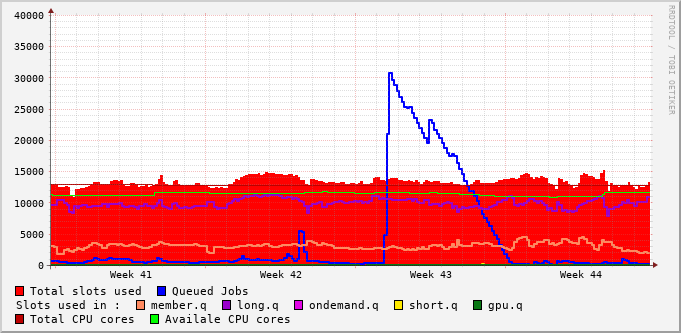 40000
35000
30000
25000
20000
15000
10000
5000
0
Week 41 Week 42 Week 43 Week 44
RRDTOOL / TOBI OETIKER
Total slots used Queued Jobs
Slots used in : member.q long.q ondemand.q short.q gpu.q
Total CPU cores Availale CPU cores